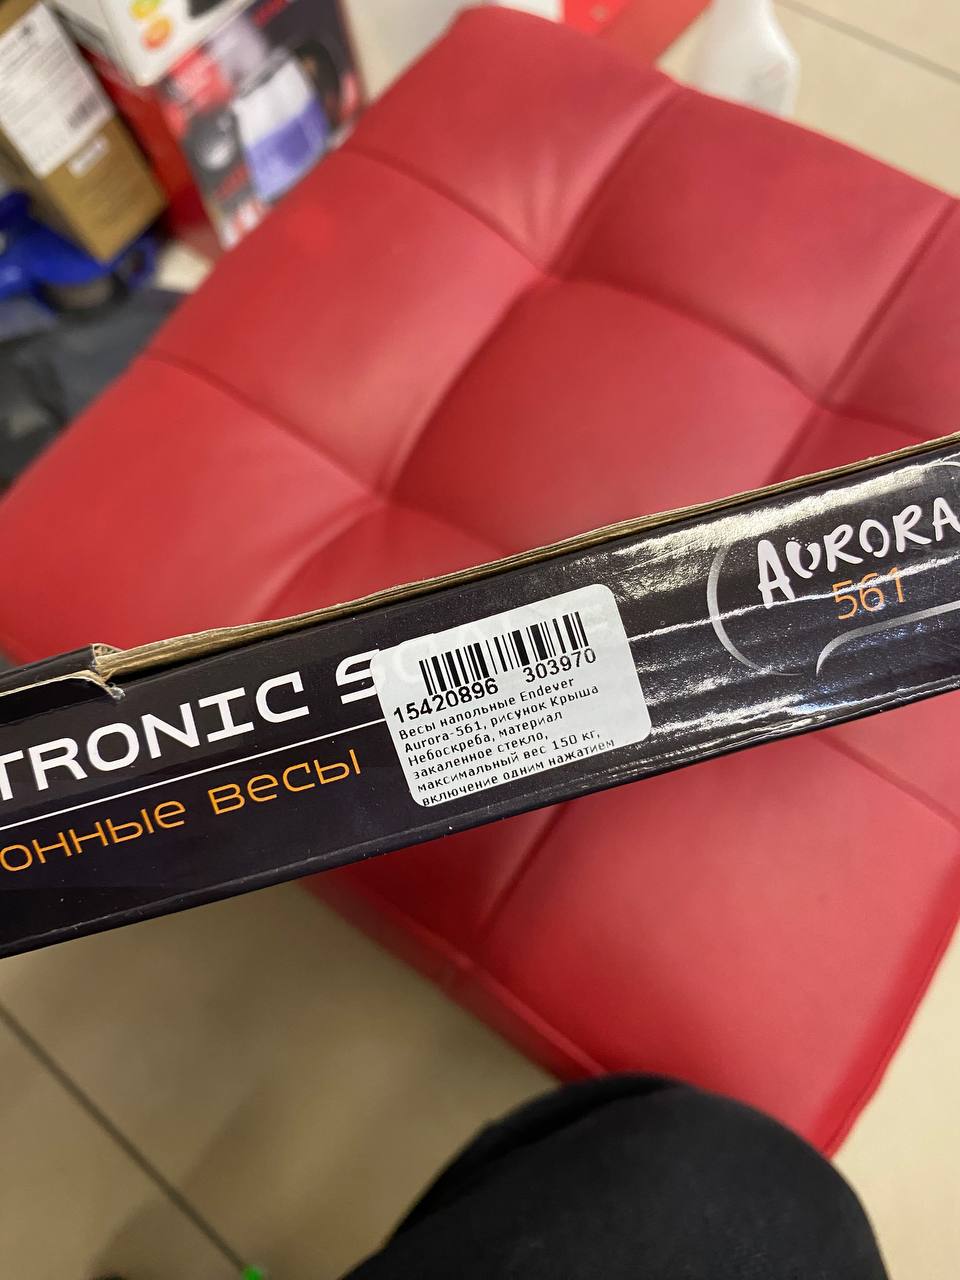 AURORA
561
TRONIC S
ОННЫЕ ВЕСЫ
15420896 303970
Весы напольные Endever
Aurora-561, рисунок Крыша
Небоскреба, материал
закаленное стекло,
максимальный вес 150 кг,
включение одним нажатием